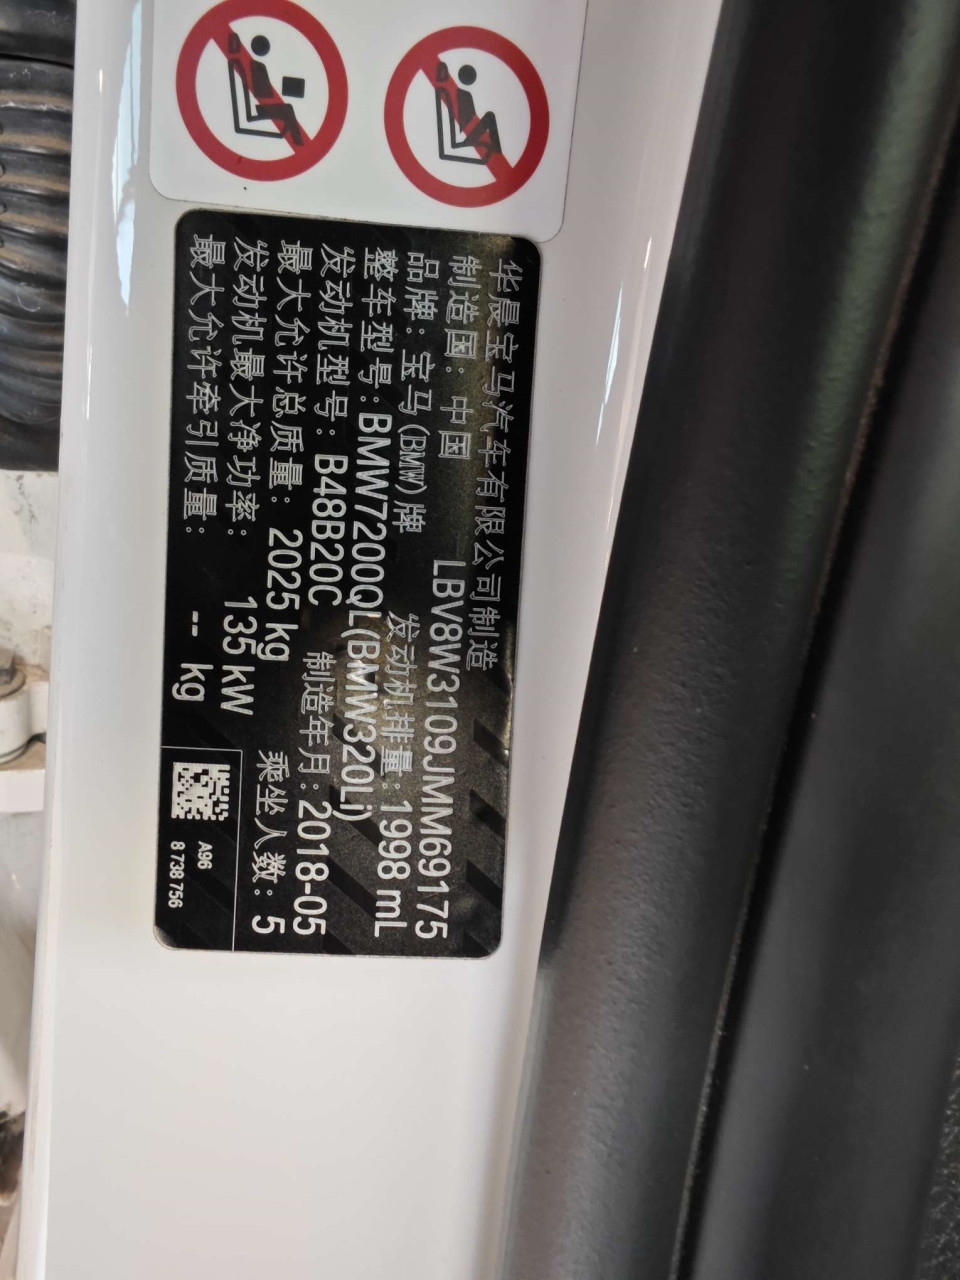 华晨宝马汽车有限公司制造
制造国：中国 LBV8W3109JMM69175
品牌：宝马(BMW)牌 发动机排量：1998 mL
整车型号：BMW7200QL(BMW320Li)
发动机型号：B48B20C 制造年月：2018-05
最大允许总质量：2025 kg 乘坐人数：5
发动机最大净功率：135 kW
最大允许牵引质量：-- kg
A96
8 738 756